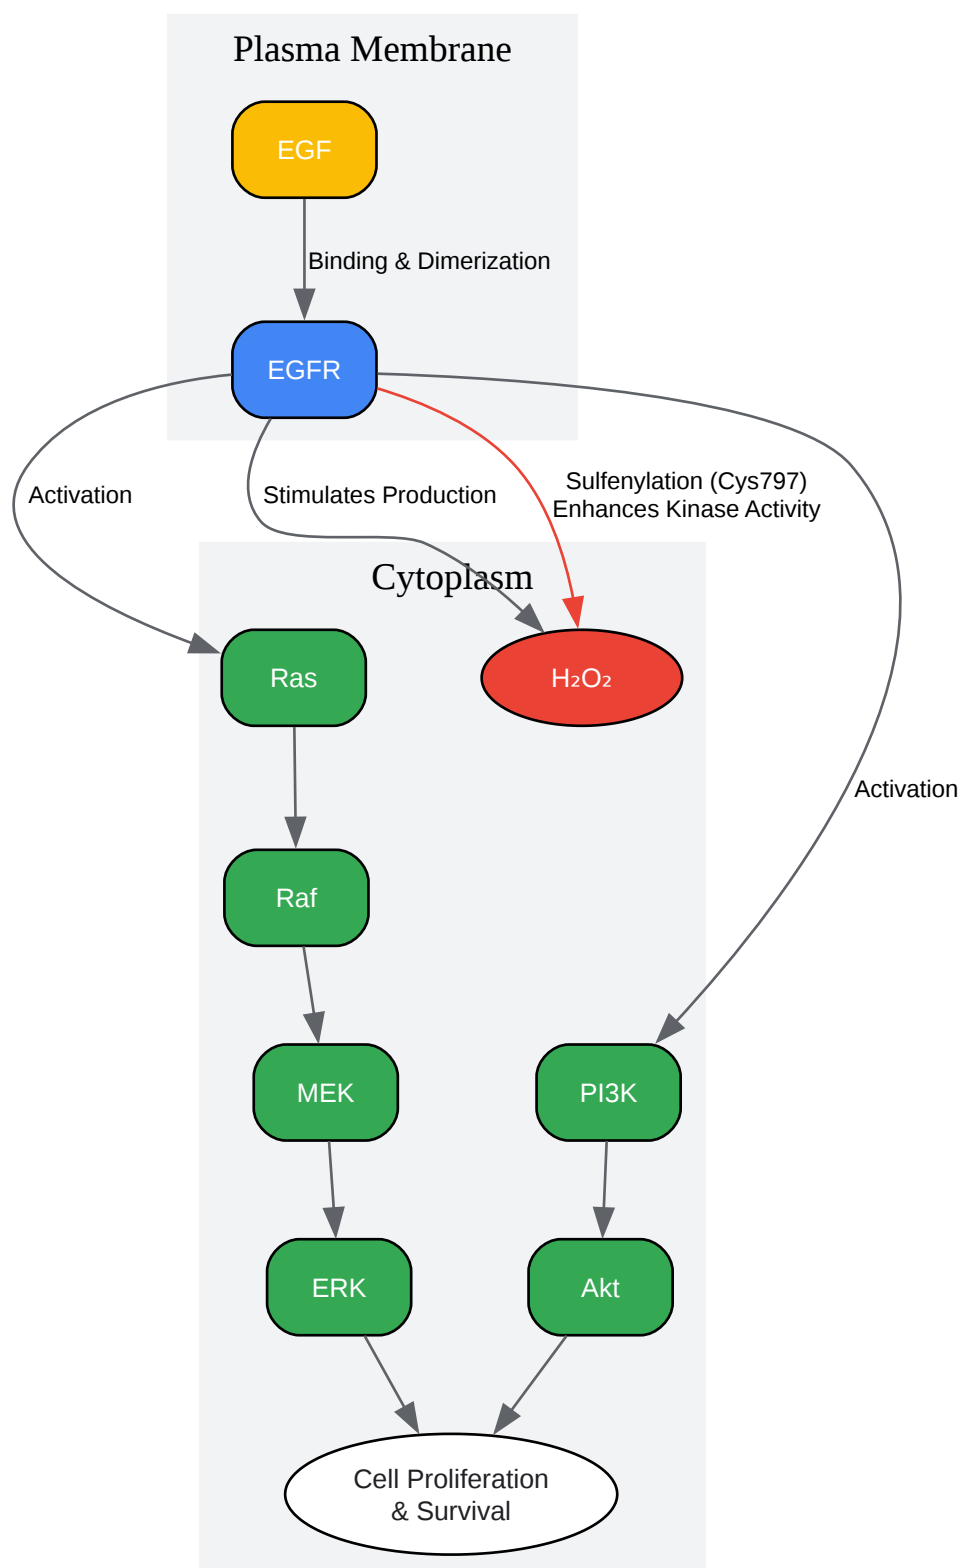 Plasma Membrane
EGF
Binding & Dimerization
EGFR
Activation
Stimulates Production
Sulfenylation (Cys797)
Enhances Kinase Activity
Cytoplasm
Ras
H₂O₂
Activation
Raf
MEK
PI3K
ERK
Akt
Cell Proliferation
& Survival